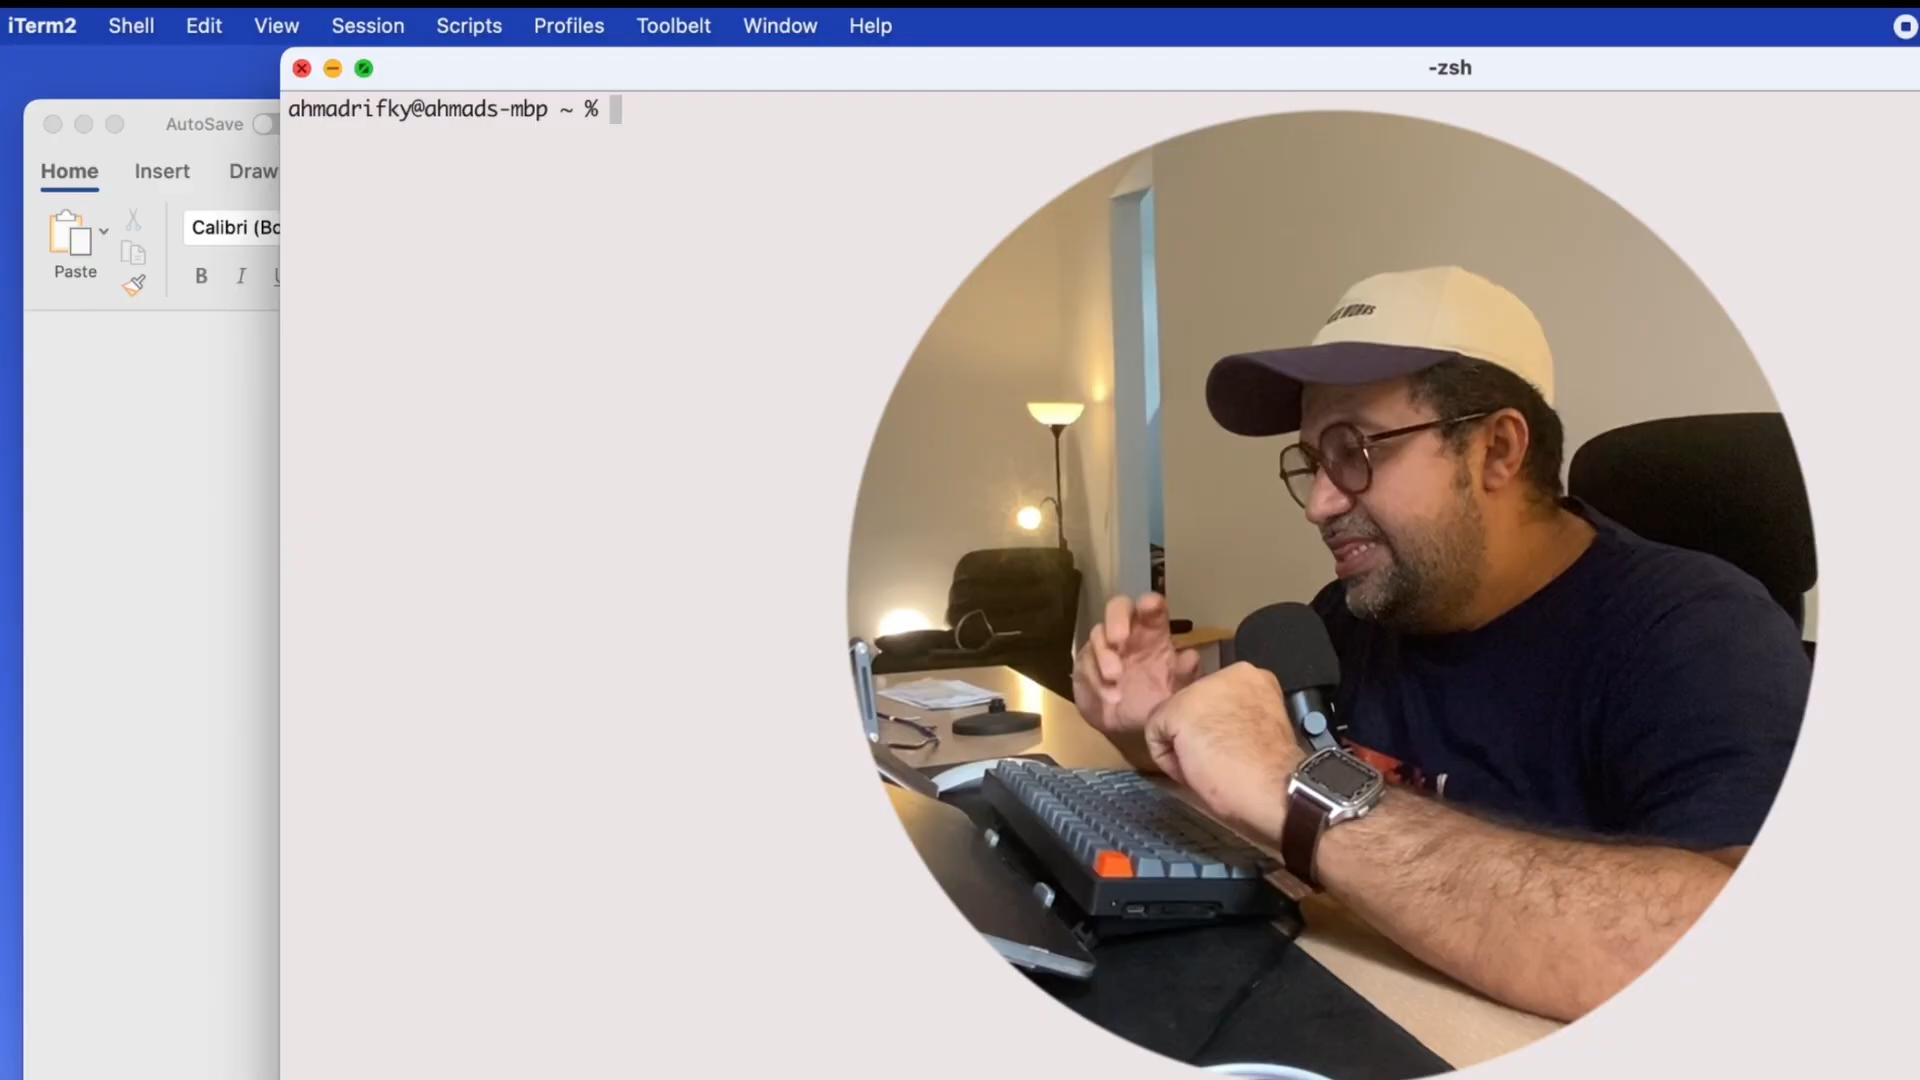 iTerm2 Shell Edit View Session Scripts Profiles Toolbelt Window Help
-zsh
ahmadrifky@ahmads-mbp ~ %
AutoSave
Home Insert Draw
Calibri (Bo
Paste
B I U
WORKS